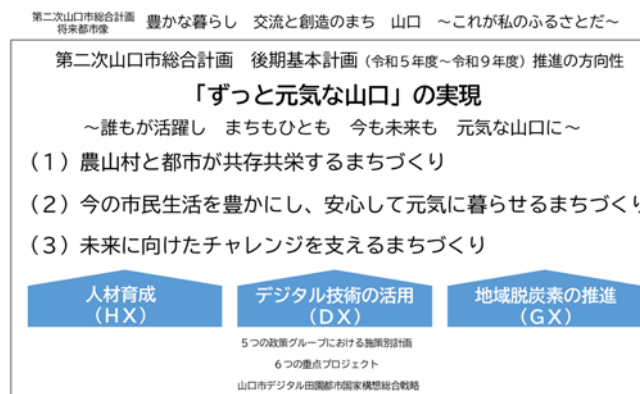 第二次山口市総合計画
将来都市像
豊かな暮らし 交流と創造のまち 山口 ～これが私のふるさとだ～
第二次山口市総合計画 後期基本計画（令和５年度～令和９年度）推進の方向性
「ずっと元気な山口」の実現
～誰もが活躍し まちもひとも 今も未来も 元気な山口に～
（１）農山村と都市が共存共栄するまちづくり
（２）今の市民生活を豊かにし、安心して元気に暮らせるまちづくり
（３）未来に向けたチャレンジを支えるまちづくり
人材育成
（ＨＸ）
デジタル技術の活用
（ＤＸ）
地域脱炭素の推進
（ＧＸ）
５つの政策グループにおける施策別計画
６つの重点プロジェクト
山口市デジタル田園都市国家構想総合戦略